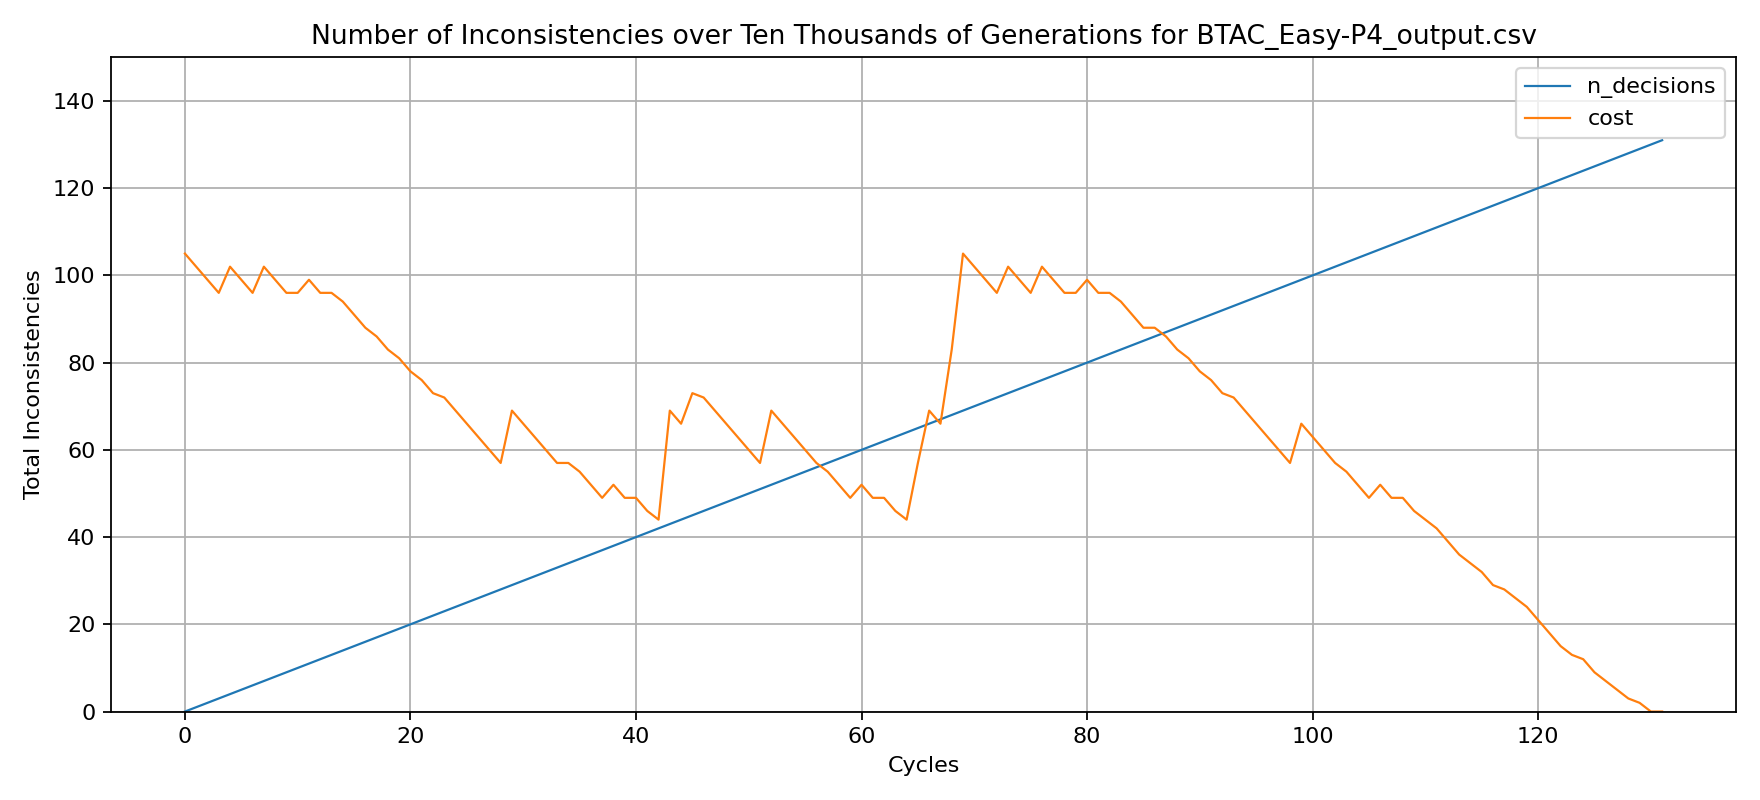 Number of Inconsistencies over Ten Thousands of Generations for BTAC_Easy-P4_output.csv
n_decisions
cost
Total Inconsistencies
140
120
100
80
60
40
20
0
0 20 40 60 80 100 120
Cycles